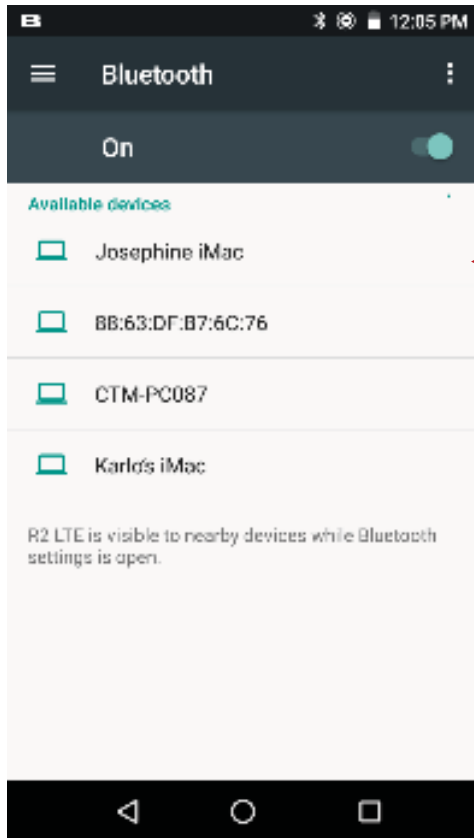 12:05 PM
Bluetooth
On
Available devices
Josephine iMac
BB:63:DF:B7:6C:76
CTM-PC087
Karlo's iMac
R2 LTE is visible to nearby devices while Bluetooth
settings is open.